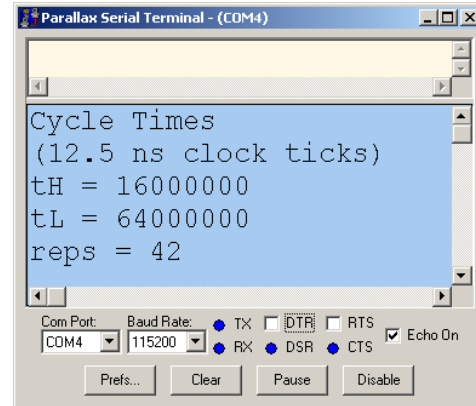 Parallax Serial Terminal - (COM4)
Cycle Times
(12.5 ns clock ticks)
tH = 16000000
tL = 64000000
reps = 42
Com Port: Baud Rate: TX DTR RTS
COM4 115200 RX DSR CTS Echo On
Prefs... Clear Pause Disable